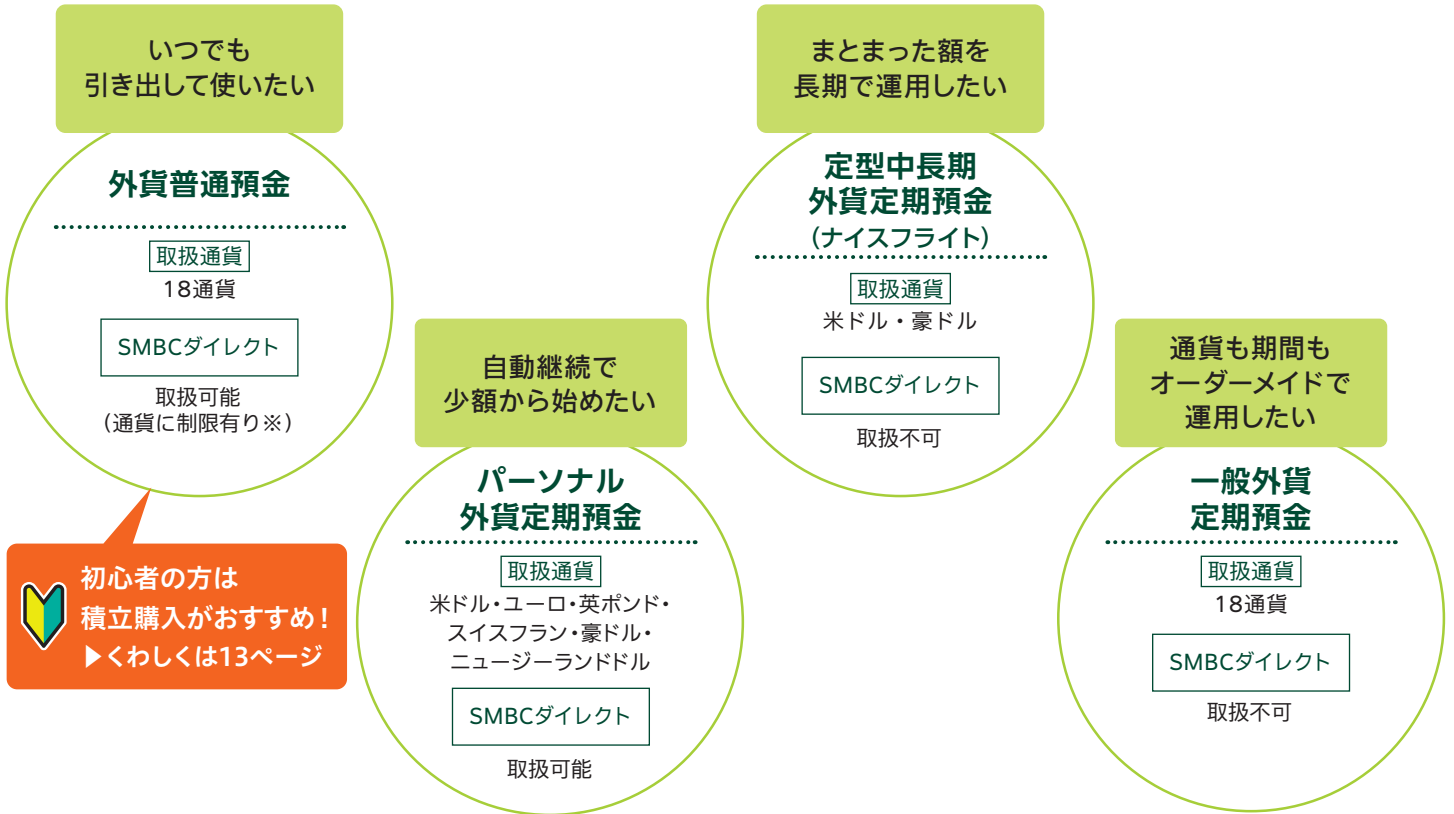 いつでも
引き出して使いたい
外貨普通預金
取扱通貨
18通貨
SMBCダイレクト
取扱可能
（通貨に制限有り※）
初心者の方は
積立購入がおすすめ！
▶くわしくは13ページ
自動継続で
少額から始めたい
パーソナル
外貨定期預金
取扱通貨
米ドル・ユーロ・英ポンド・
スイスフラン・豪ドル・
ニュージーランドドル
SMBCダイレクト
取扱可能
まとまった額を
長期で運用したい
定型中長期
外貨定期預金
（ナイスフライト）
取扱通貨
米ドル・豪ドル
SMBCダイレクト
取扱不可
通貨も期間も
オーダーメイドで
運用したい
一般外貨
定期預金
取扱通貨
18通貨
SMBCダイレクト
取扱不可